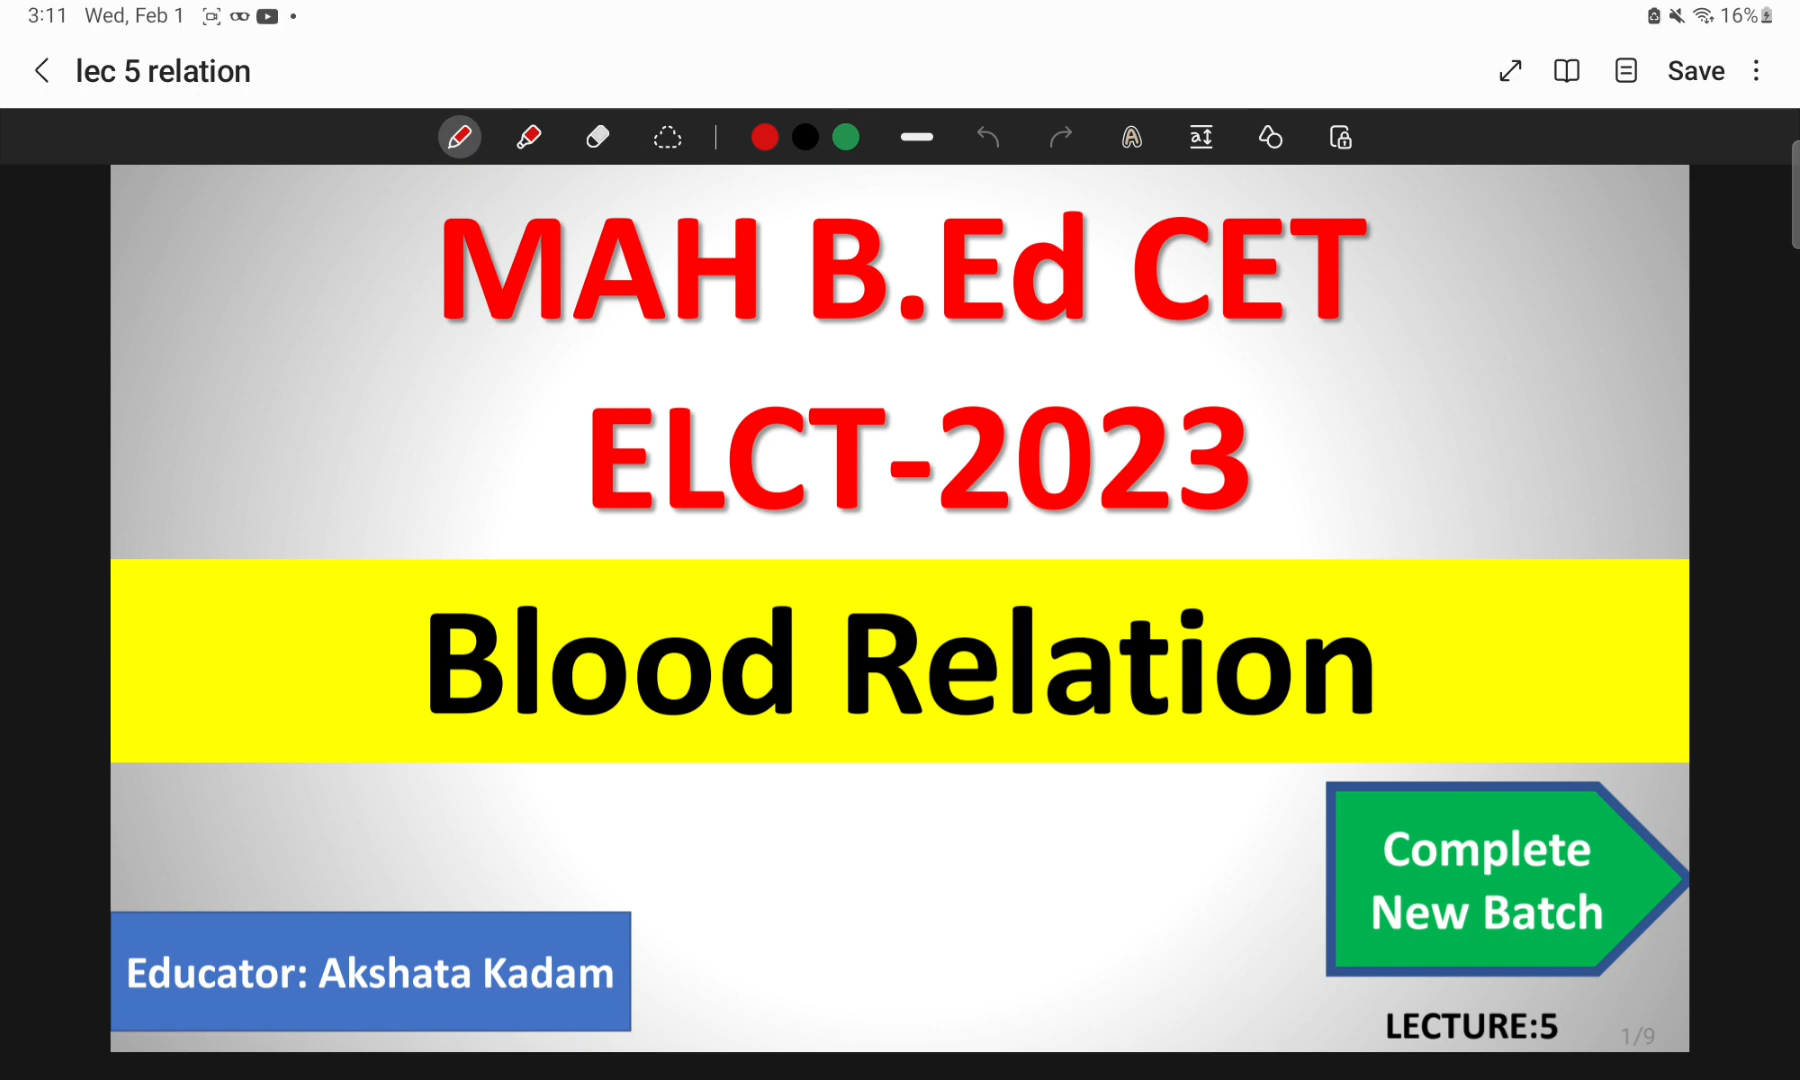 3:11 Wed, Feb 1
16%
lec 5 relation
Save
MAH B.Ed CET
ELCT-2023
Blood Relation
Complete
New Batch
Educator: Akshata Kadam
LECTURE:5
1/9